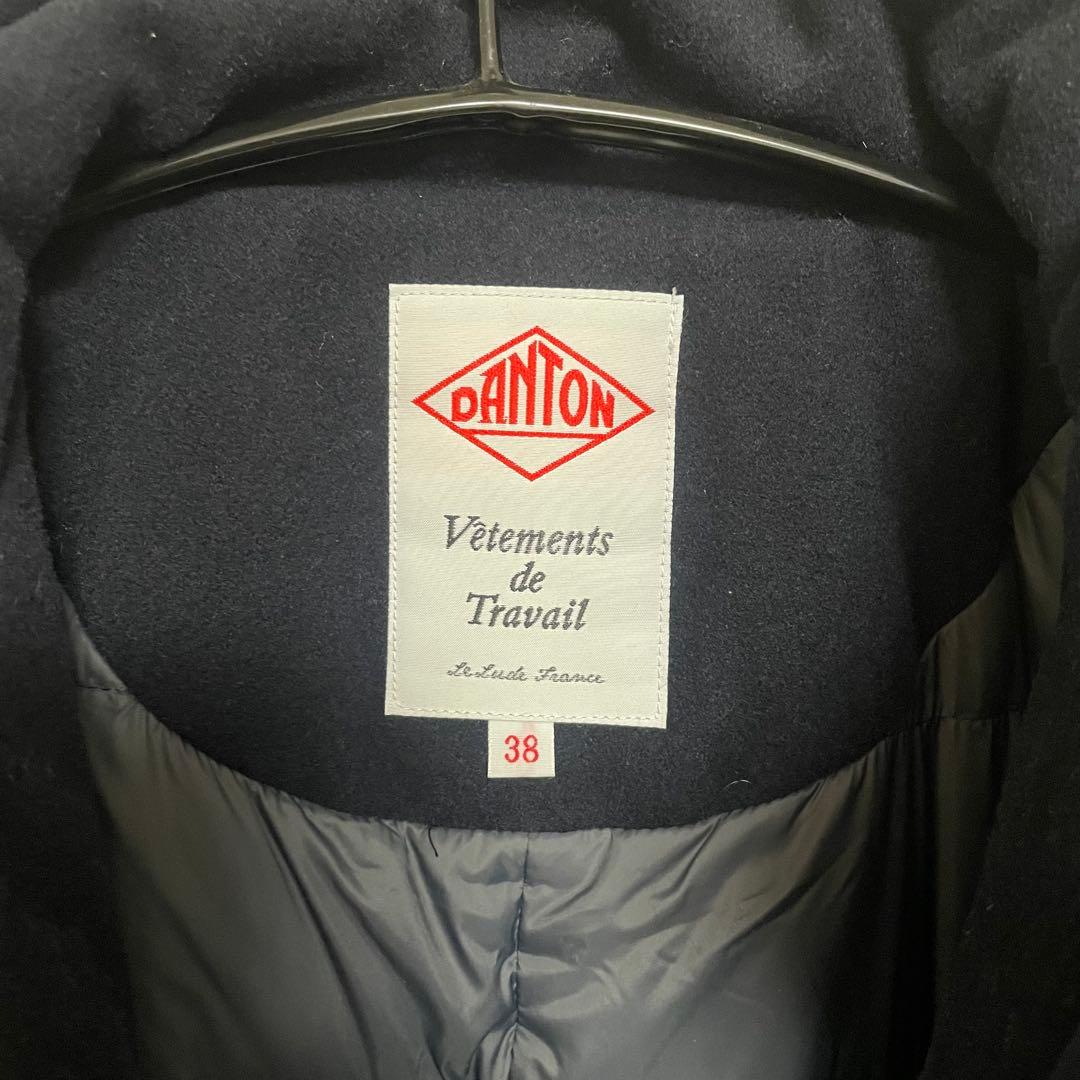 DANTON
Vêtements
de
Travail
Le Lude France
38